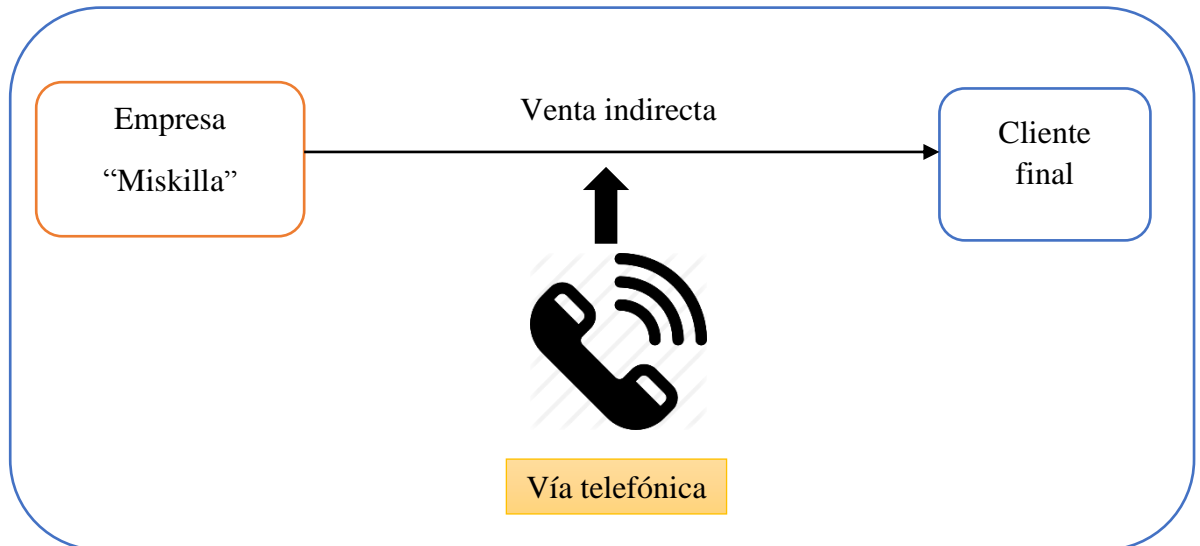 Empresa
“Miskilla”
Venta indirecta
Cliente
final
Vía telefónica